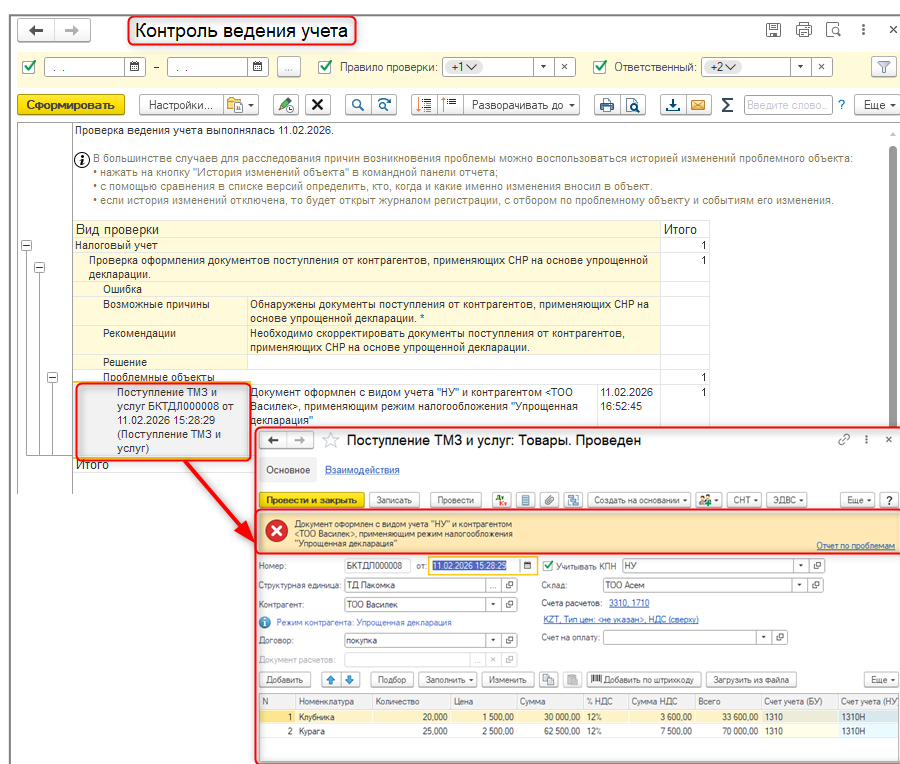 Контроль ведения учета
. . – . . ... Правило проверки: +1 Ответственный: +2
Сформировать Настройки... Разворачивать до Σ Введите слово... ? Еще
Проверка ведения учета выполнялась 11.02.2026.
В большинстве случаев для расследования причин возникновения проблемы можно воспользоваться историей изменений проблемного объекта:
• нажать на кнопку "История изменений объекта" в командной панели отчета;
• с помощью сравнения в списке версий определить, кто, когда и какие именно изменения вносил в объект.
• если история изменений отключена, то будет открыт журналом регистрации, с отбором по проблемному объекту и событиям его изменения.
Вид проверки Итого
Налоговый учет 1
Проверка оформления документов поступления от контрагентов, применяющих СНР на основе упрощенной 1
декларации.
Ошибка
Возможные причины Обнаружены документы поступления от контрагентов, применяющих СНР на
основе упрощенной декларации. *
Рекомендации Необходимо скорректировать документы поступления от контрагентов,
применяющих СНР на основе упрощенной декларации.
Решение
Проблемные объекты 1
Поступление ТМЗ и Документ оформлен с видом учета "НУ" и контрагентом <ТОО 11.02.2026 1
услуг БКТДЛ000008 от Василек>, применяющим режим налогообложения "Упрощенная 16:52:45
11.02.2026 15:28:29 декларация"
(Поступление ТМЗ и
услуг)
Итого
Поступление ТМЗ и услуг: Товары. Проведен
Основное Взаимодействия
Провести и закрыть Записать Провести Дт Кт Создать на основании СНТ ЭДВС Еще ?
Документ оформлен с видом учета "НУ" и контрагентом
<ТОО Василек>, применяющим режим налогообложения
"Упрощенная декларация"
Отчет по проблемам
Номер: БКТДЛ000008 от: 11.02.2026 15:28:29 Учитывать КПН НУ
Структурная единица: ТД Лакомка ... Склад: ТОО Асем
Контрагент: ТОО Василек Счета расчетов: 3310, 1710
Режим контрагента: Упрощенная декларация KZT, Тип цен: <не указан>, НДС (сверху)
Договор: покупка Счет на оплату:
Документ расчетов: ...
Добавить Подбор Заполнить Изменить Добавить по штрихкоду Загрузить из файла Еще
N Номенклатура Количество Цена Сумма % НДС Сумма НДС Всего Счет учета (БУ) Счет учета (НУ)
1 Клубника 20,000 1 500,00 30 000,00 12% 3 600,00 33 600,00 1310 1310Н
2 Курага 25,000 2 500,00 62 500,00 12% 7 500,00 70 000,00 1310 1310Н